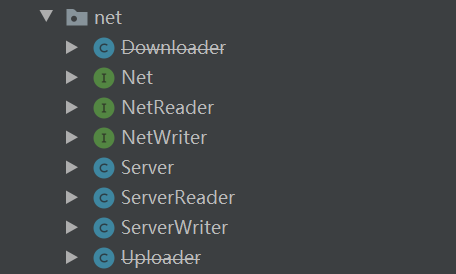 net
C Downloader
I Net
I NetReader
I NetWriter
C Server
C ServerReader
C ServerWriter
C Uploader